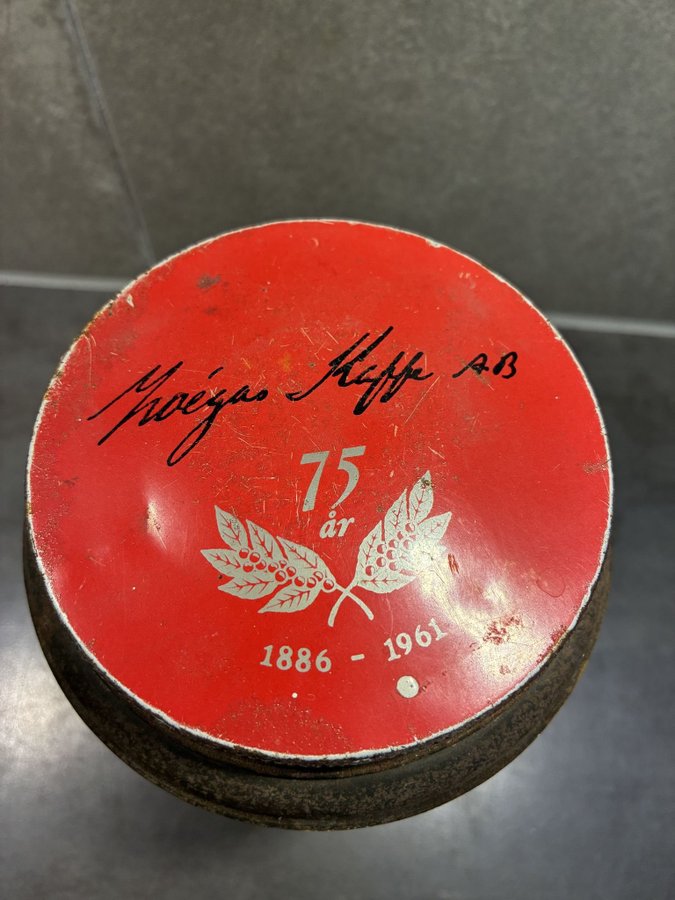 Zoégas Kaffe AB
75
år
1886 - 1961